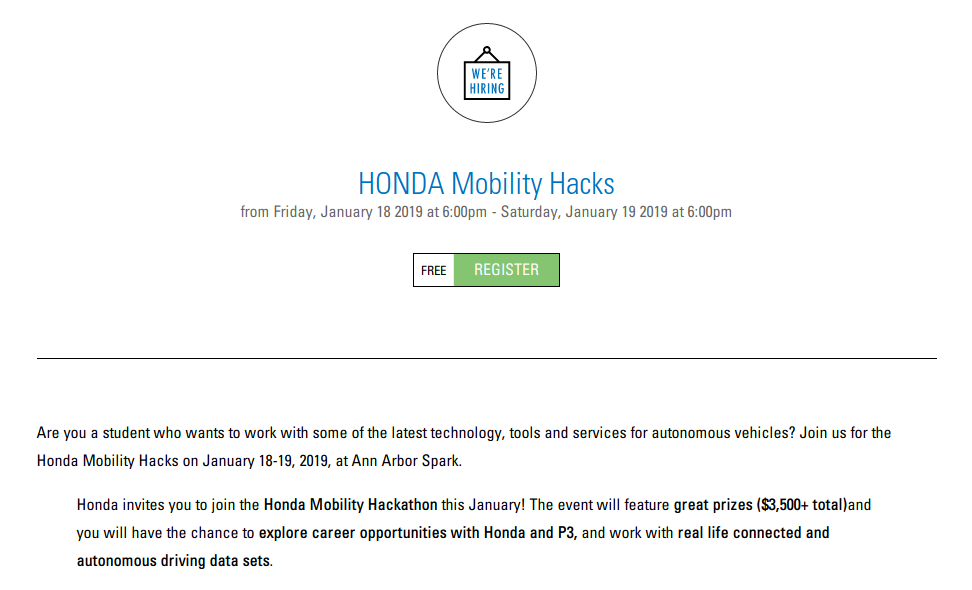 WE'RE
HIRING
HONDA Mobility Hacks
from Friday, January 18 2019 at 6:00pm - Saturday, January 19 2019 at 6:00pm
FREE REGISTER
Are you a student who wants to work with some of the latest technology, tools and services for autonomous vehicles? Join us for the
Honda Mobility Hacks on January 18-19, 2019, at Ann Arbor Spark.
Honda invites you to join the Honda Mobility Hackathon this January! The event will feature great prizes ($3,500+ total)and
you will have the chance to explore career opportunities with Honda and P3, and work with real life connected and
autonomous driving data sets.